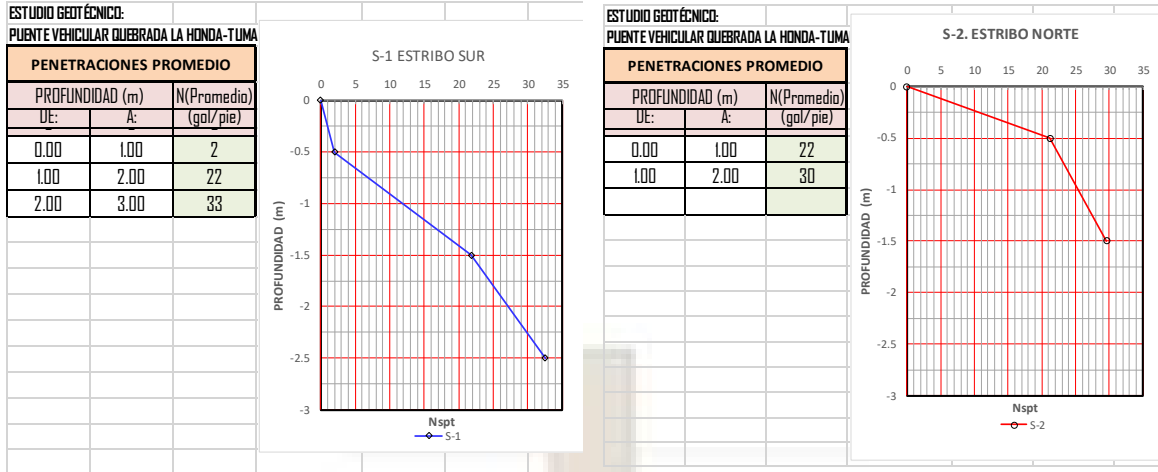 ESTUDIO GEOTÉCNICO:
PUENTE VEHICULAR QUEBRADA LA HONDA-TUMA
PENETRACIONES PROMEDIO
PROFUNDIDAD (m) N(Promedio)
DE: A: (gol/pie)
0.00 1.00 2
1.00 2.00 22
2.00 3.00 33
S-1 ESTRIBO SUR
0 5 10 15 20 25 30 35
0
-0.5
-1
-1.5
-2
-2.5
-3
PROFUNDIDAD (m)
Nspt
S-1
ESTUDIO GEOTÉCNICO:
PUENTE VEHICULAR QUEBRADA LA HONDA-TUMA
PENETRACIONES PROMEDIO
PROFUNDIDAD (m) N(Promedio)
DE: A: (gol/pie)
0.00 1.00 22
1.00 2.00 30
S-2. ESTRIBO NORTE
0 5 10 15 20 25 30 35
0
-0.5
-1
-1.5
-2
-2.5
-3
PROFUNDIDAD (m)
Nspt
S-2